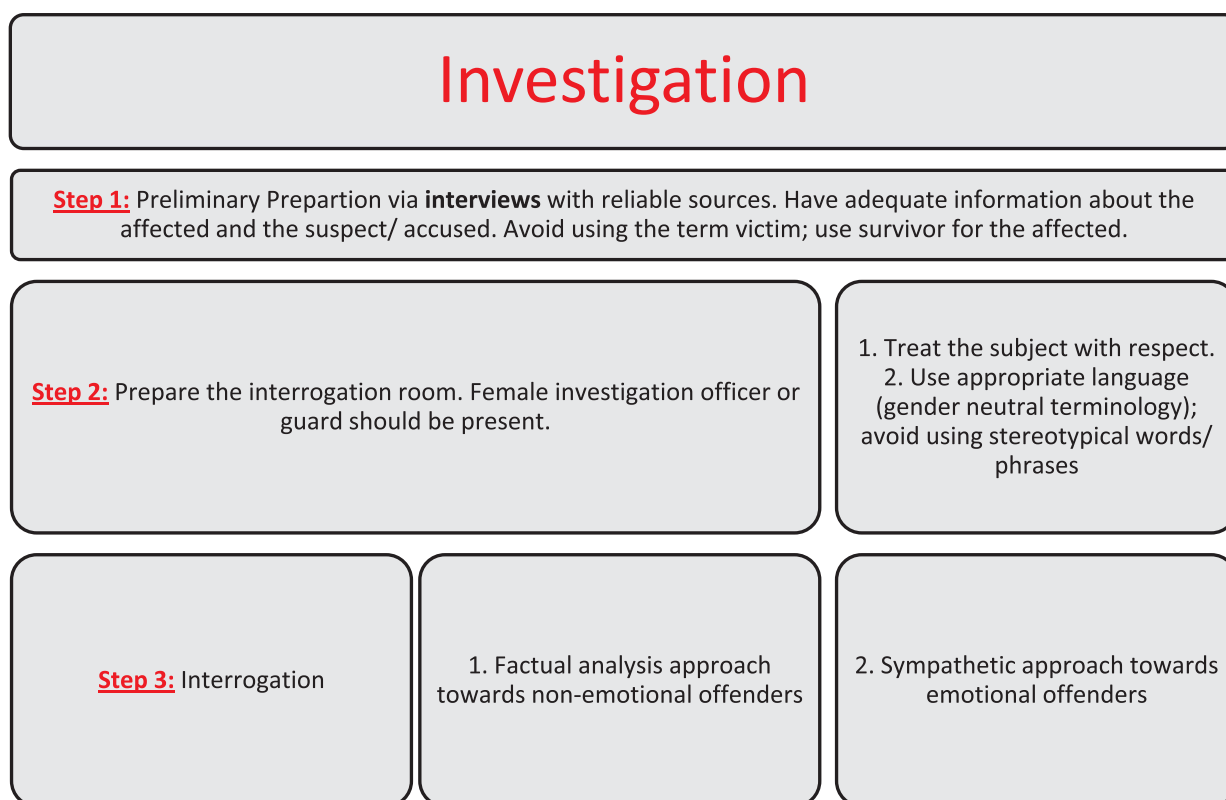 Investigation
Step 1: Preliminary Prepartion via interviews with reliable sources. Have adequate information about the
affected and the suspect/ accused. Avoid using the term victim; use survivor for the affected.
Step 2: Prepare the interrogation room. Female investigation officer or
guard should be present.
1. Treat the subject with respect.
2. Use appropriate language
(gender neutral terminology);
avoid using stereotypical words/
phrases
Step 3: Interrogation
1. Factual analysis approach
towards non-emotional offenders
2. Sympathetic approach towards
emotional offenders